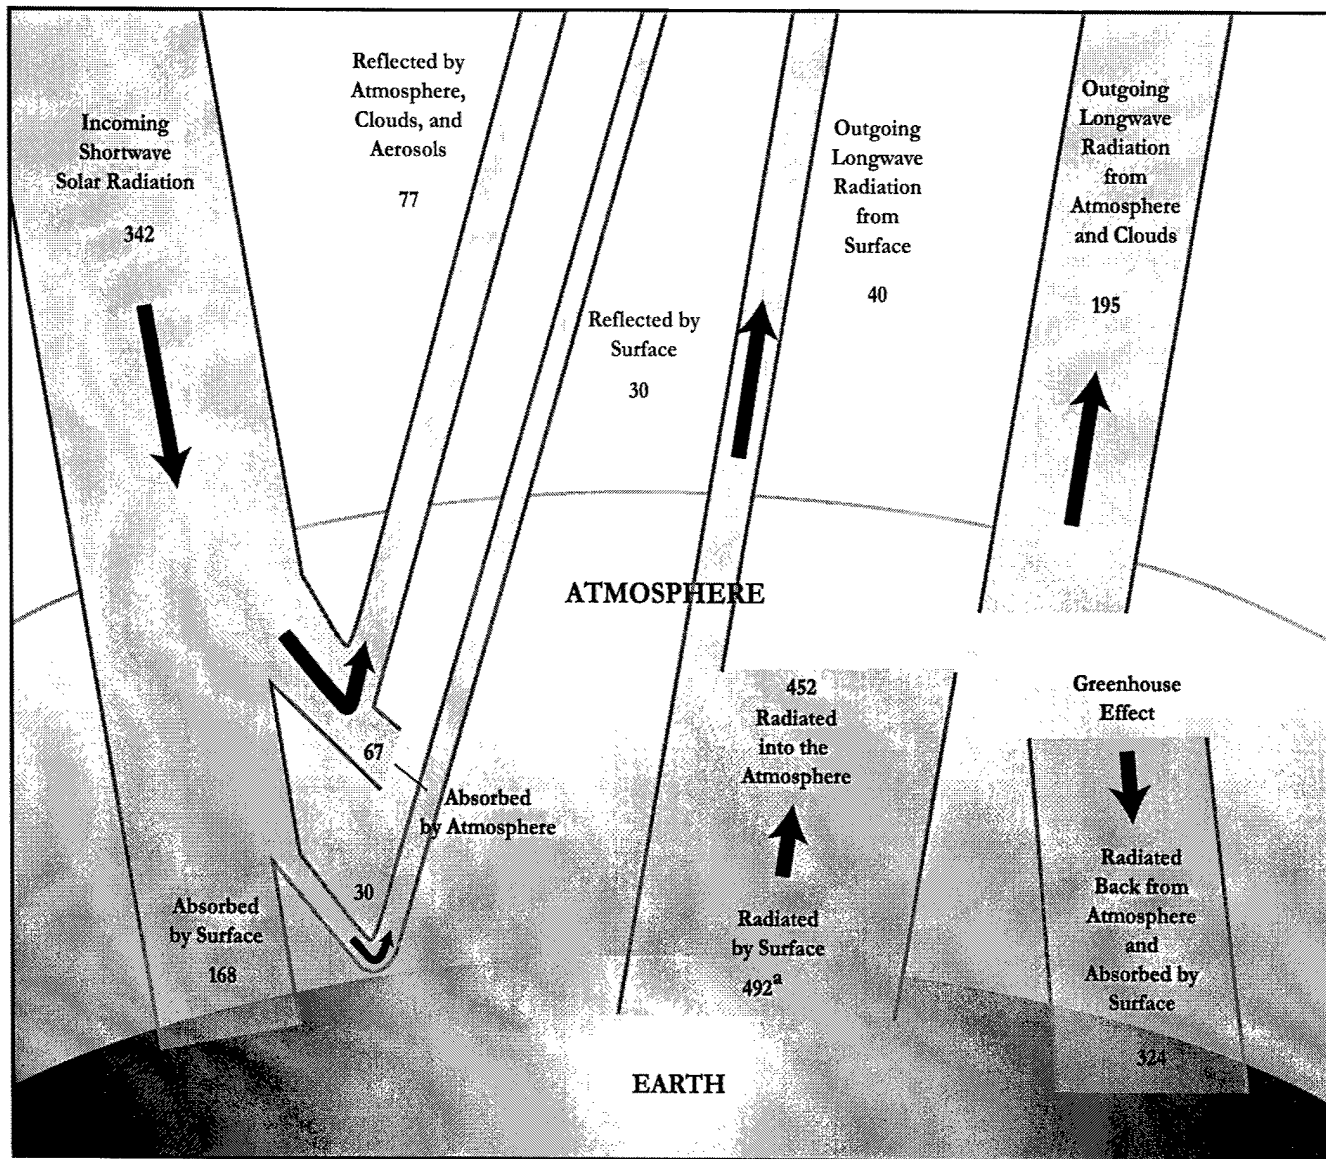 Incoming
Shortwave
Solar Radiation
342
Reflected by
Atmosphere,
Clouds, and
Aerosols
77
Reflected by
Surface
30
Outgoing
Longwave
Radiation
from
Surface
40
Outgoing
Longwave
Radiation
from
Atmosphere
and Clouds
195
ATMOSPHERE
67
Absorbed
by Atmosphere
30
Absorbed
by Surface
168
452
Radiated
into the
Atmosphere
Radiated
by Surface
492a
Greenhouse
Effect
Radiated
Back from
Atmosphere
and
Absorbed by
Surface
324
EARTH